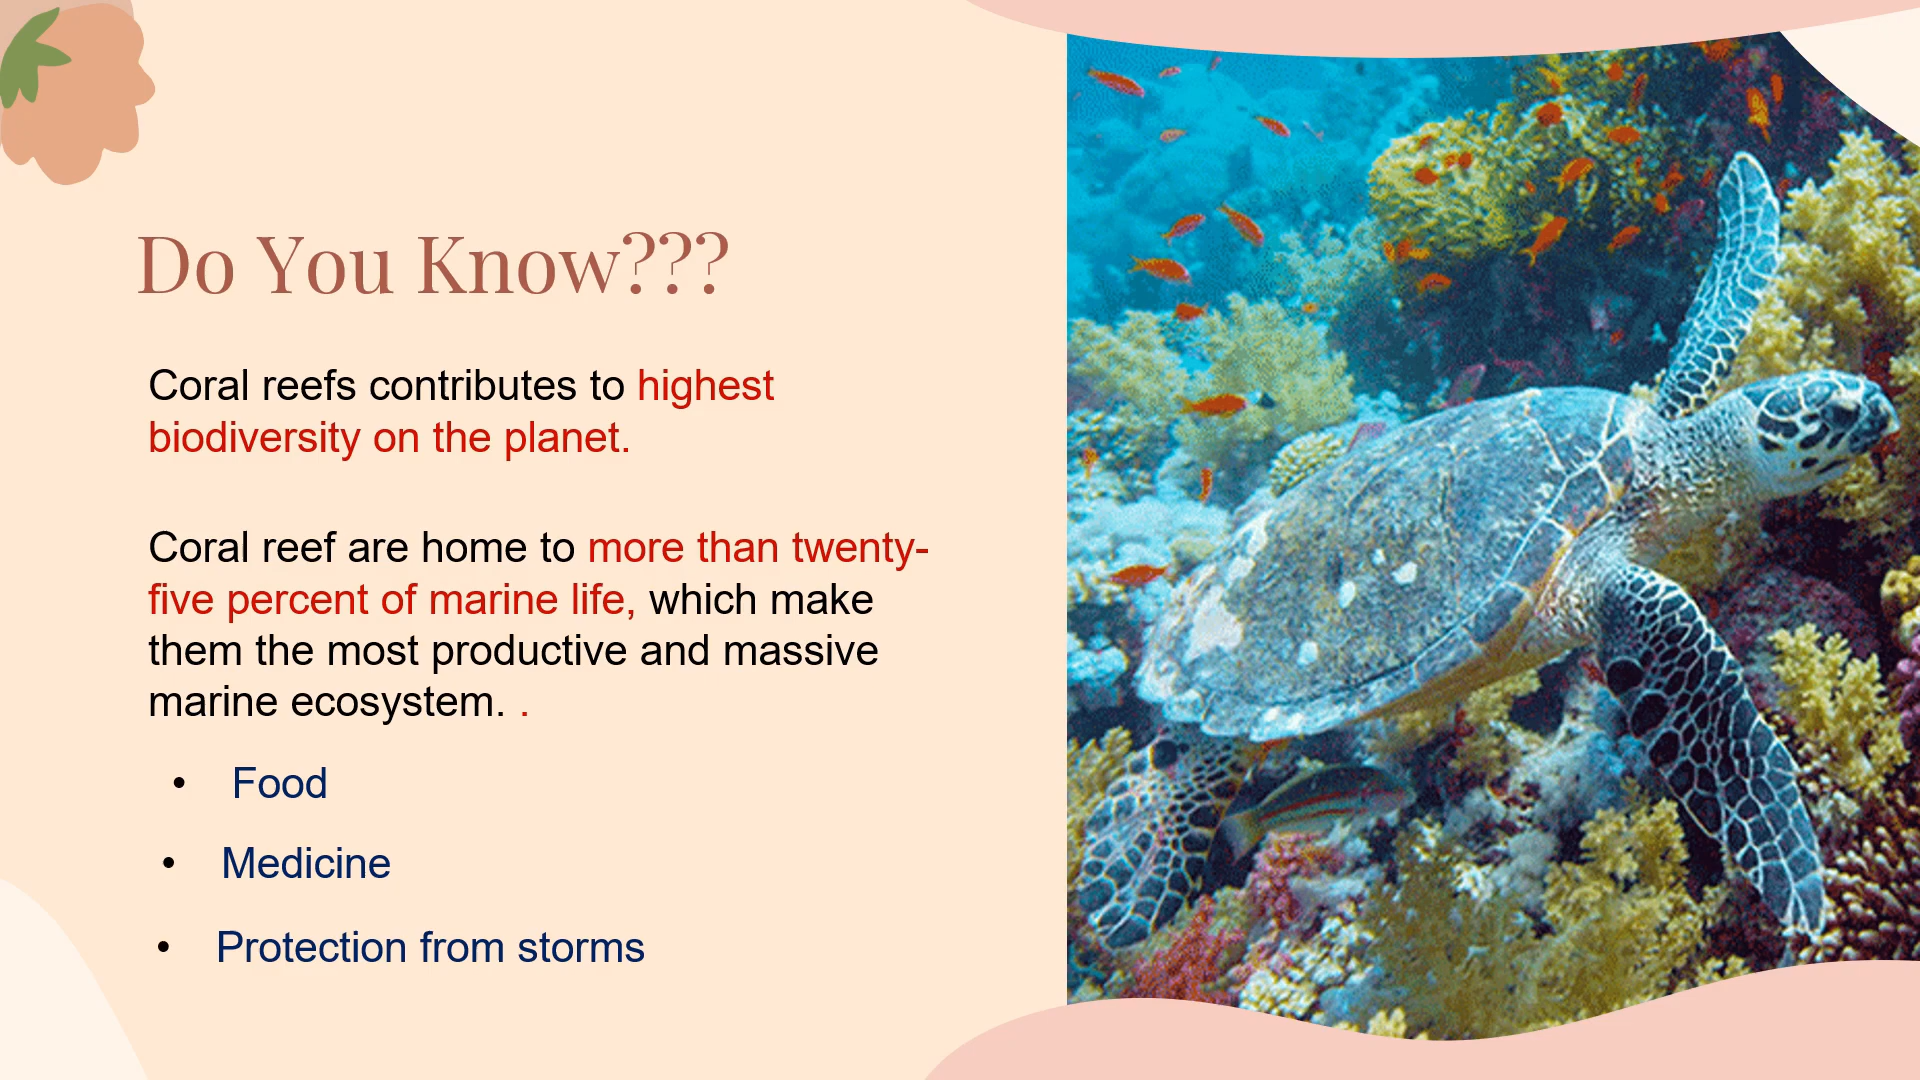 Do You Know???
Coral reefs contributes to highest
biodiversity on the planet.
Coral reef are home to more than twenty-
five percent of marine life, which make
them the most productive and massive
marine ecosystem. .
• Food
• Medicine
• Protection from storms